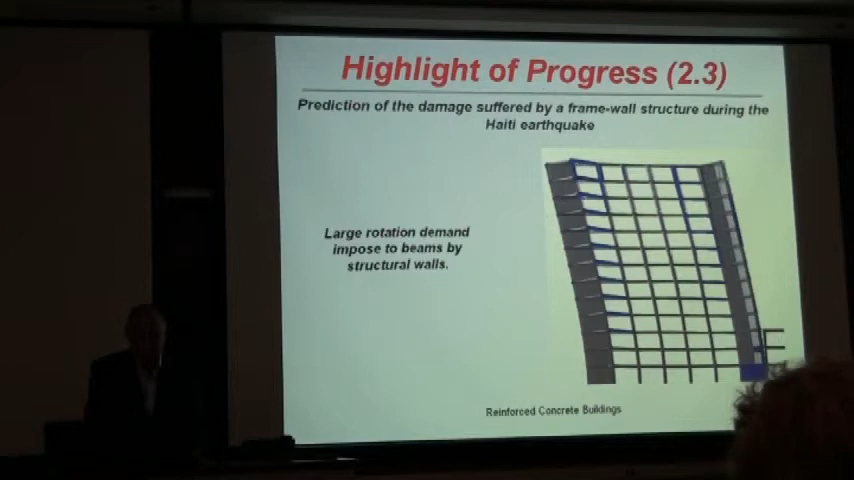 Highlight of Progress (2.3)
Prediction of the damage suffered by a frame-wall structure during the
Haiti earthquake
Large rotation demand
impose to beams by
structural walls.
Reinforced Concrete Buildings